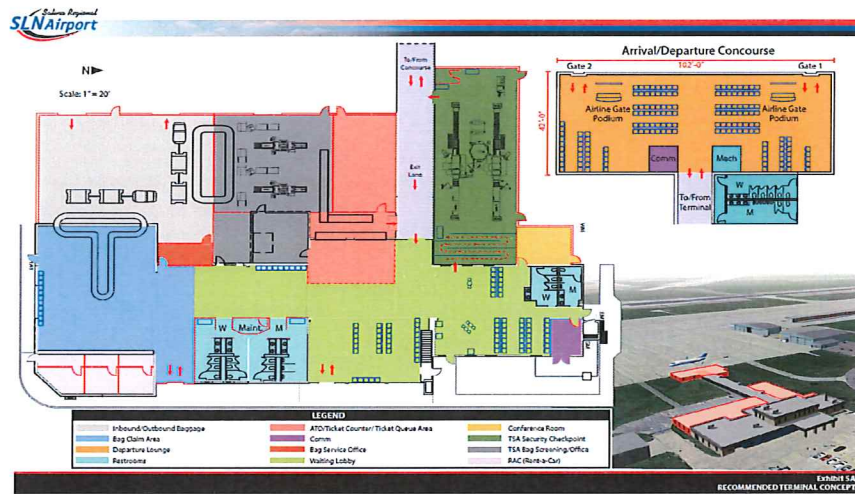 Salina Regional
SLNAirport
N
Scale: 1" = 20'
To/From
Concourse
Exit
Lane
Arrival/Departure Concourse
Gate 2
102'-0"
Gate 1
Airline Gate
Podium
Airline Gate
Podium
Comm
Mech
To/From
Terminal
W
M
W
M
W
Maint.
M
LEGEND
Inbound/Outbound Baggage
Bag Claim Area
Departure Lounge
Restrooms
ATO/Ticket Counter/ Ticket Queue Area
Comm
Bag Service Office
Waiting Lobby
Conference Room
TSA Security Checkpoint
TSA Bag Screening/Office
RAC (Rent-a-Car)
Exhibit 5A
RECOMMENDED TERMINAL CONCEPT